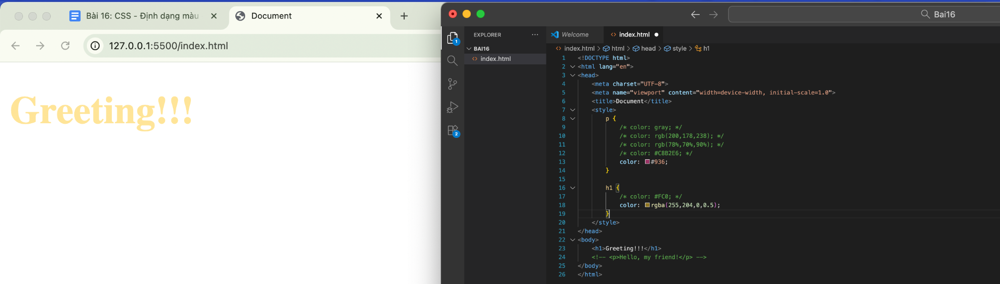 Bài 16: CSS - Định dạng màu
Document
127.0.0.1:5500/index.html
Greeting!!!
Bai16
EXPLORER
Welcome
index.html
1
BAI16
index.html
2
index.html > html > head > style > h1
1 <!DOCTYPE html>
2 <html lang="en">
3 <head>
4 <meta charset="UTF-8">
5 <meta name="viewport" content="width=device-width, initial-scale=1.0">
6 <title>Document</title>
7 <style>
8 p {
9 /* color: gray; */
10 /* color: rgb(200,178,238); */
11 /* color: rgb(78%,70%,90%); */
12 /* color: #C8B2E6; */
13 color: #936;
14 }
15
16 h1 {
17 /* color: #FC0; */
18 color: rgba(255,204,0,0.5);
19 }
20 </style>
21 </head>
22 <body>
23 <h1>Greeting!!!</h1>
24 <!-- <p>Hello, my friend!</p> -->
25 </body>
26 </html>